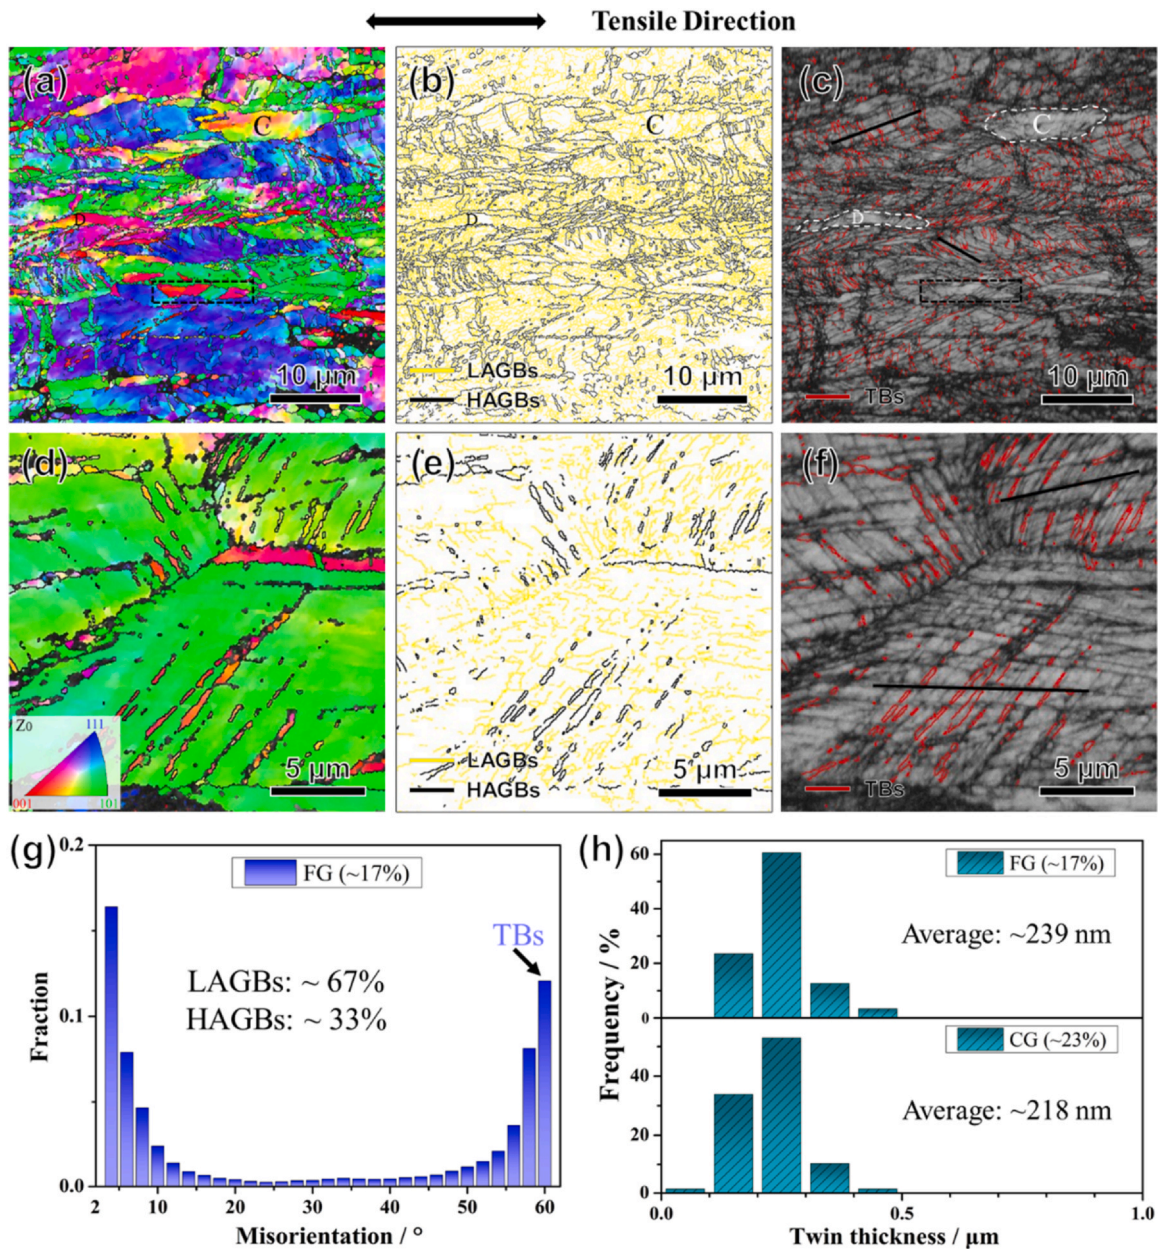 Tensile Direction
(a)
C
D
10 μm
(b)
C
D
LAGBs
HAGBs
10 μm
(c)
C
D
TBs
10 μm
(d)
Z0
111
001
101
5 μm
(e)
LAGBs
HAGBs
5 μm
(f)
TBs
5 μm
(g)
0.2
0.1
0.0
Fraction
FG (~17%)
TBs
LAGBs: ~ 67%
HAGBs: ~ 33%
2 10 20 30 40 50 60
Misorientation / °
(h)
Frequency / %
60
40
20
0
FG (~17%)
Average: ~239 nm
40
20
0
CG (~23%)
Average: ~218 nm
0.0 0.5 1.0
Twin thickness / μm